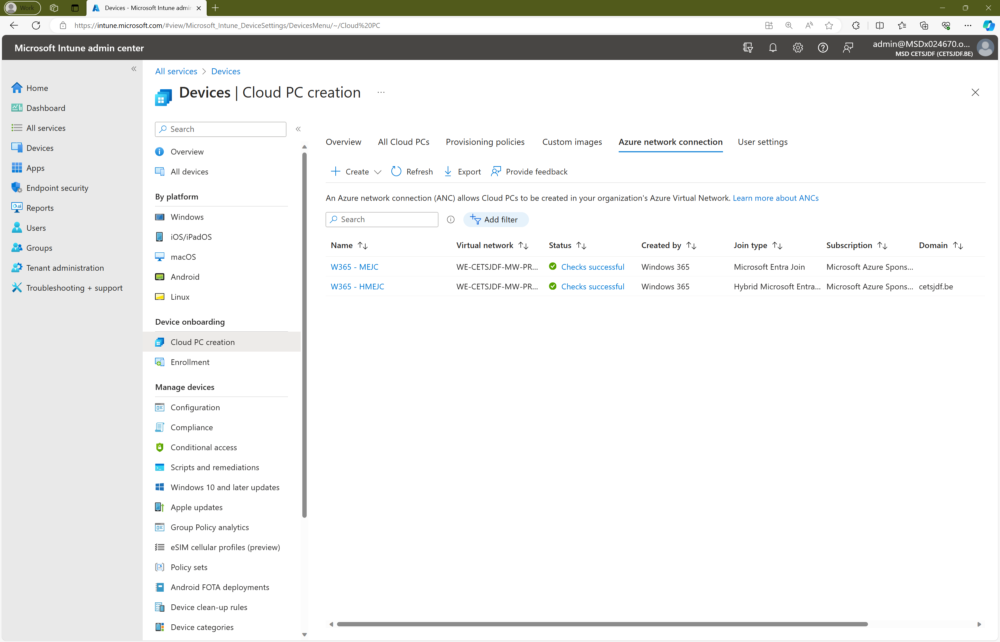 Work
Devices - Microsoft Intune admin
https://intune.microsoft.com/#view/Microsoft_Intune_DeviceSettings/DevicesMenu/~/Cloud%20PC
Microsoft Intune admin center
admin@MSDx024670.o...
MSD CETSJDF (CETSJDF.BE)
Home
Dashboard
All services
Devices
Apps
Endpoint security
Reports
Users
Groups
Tenant administration
Troubleshooting + support
All services > Devices
Devices | Cloud PC creation ...
Search
Overview
All devices
By platform
Windows
iOS/iPadOS
macOS
Android
Linux
Device onboarding
Cloud PC creation
Enrollment
Manage devices
Configuration
Compliance
Conditional access
Scripts and remediations
Windows 10 and later updates
Apple updates
Group Policy analytics
eSIM cellular profiles (preview)
Policy sets
Android FOTA deployments
Device clean-up rules
Device categories
Overview All Cloud PCs Provisioning policies Custom images Azure network connection User settings
Create Refresh Export Provide feedback
An Azure network connection (ANC) allows Cloud PCs to be created in your organization's Azure Virtual Network. Learn more about ANCs
Search Add filter
Name Virtual network Status Created by Join type Subscription Domain
W365 - MEJC WE-CETSJDF-MW-PR... Checks successful Windows 365 Microsoft Entra Join Microsoft Azure Spons...
W365 - HMEJC WE-CETSJDF-MW-PR... Checks successful Windows 365 Hybrid Microsoft Entra... Microsoft Azure Spons... cetsjdf.be